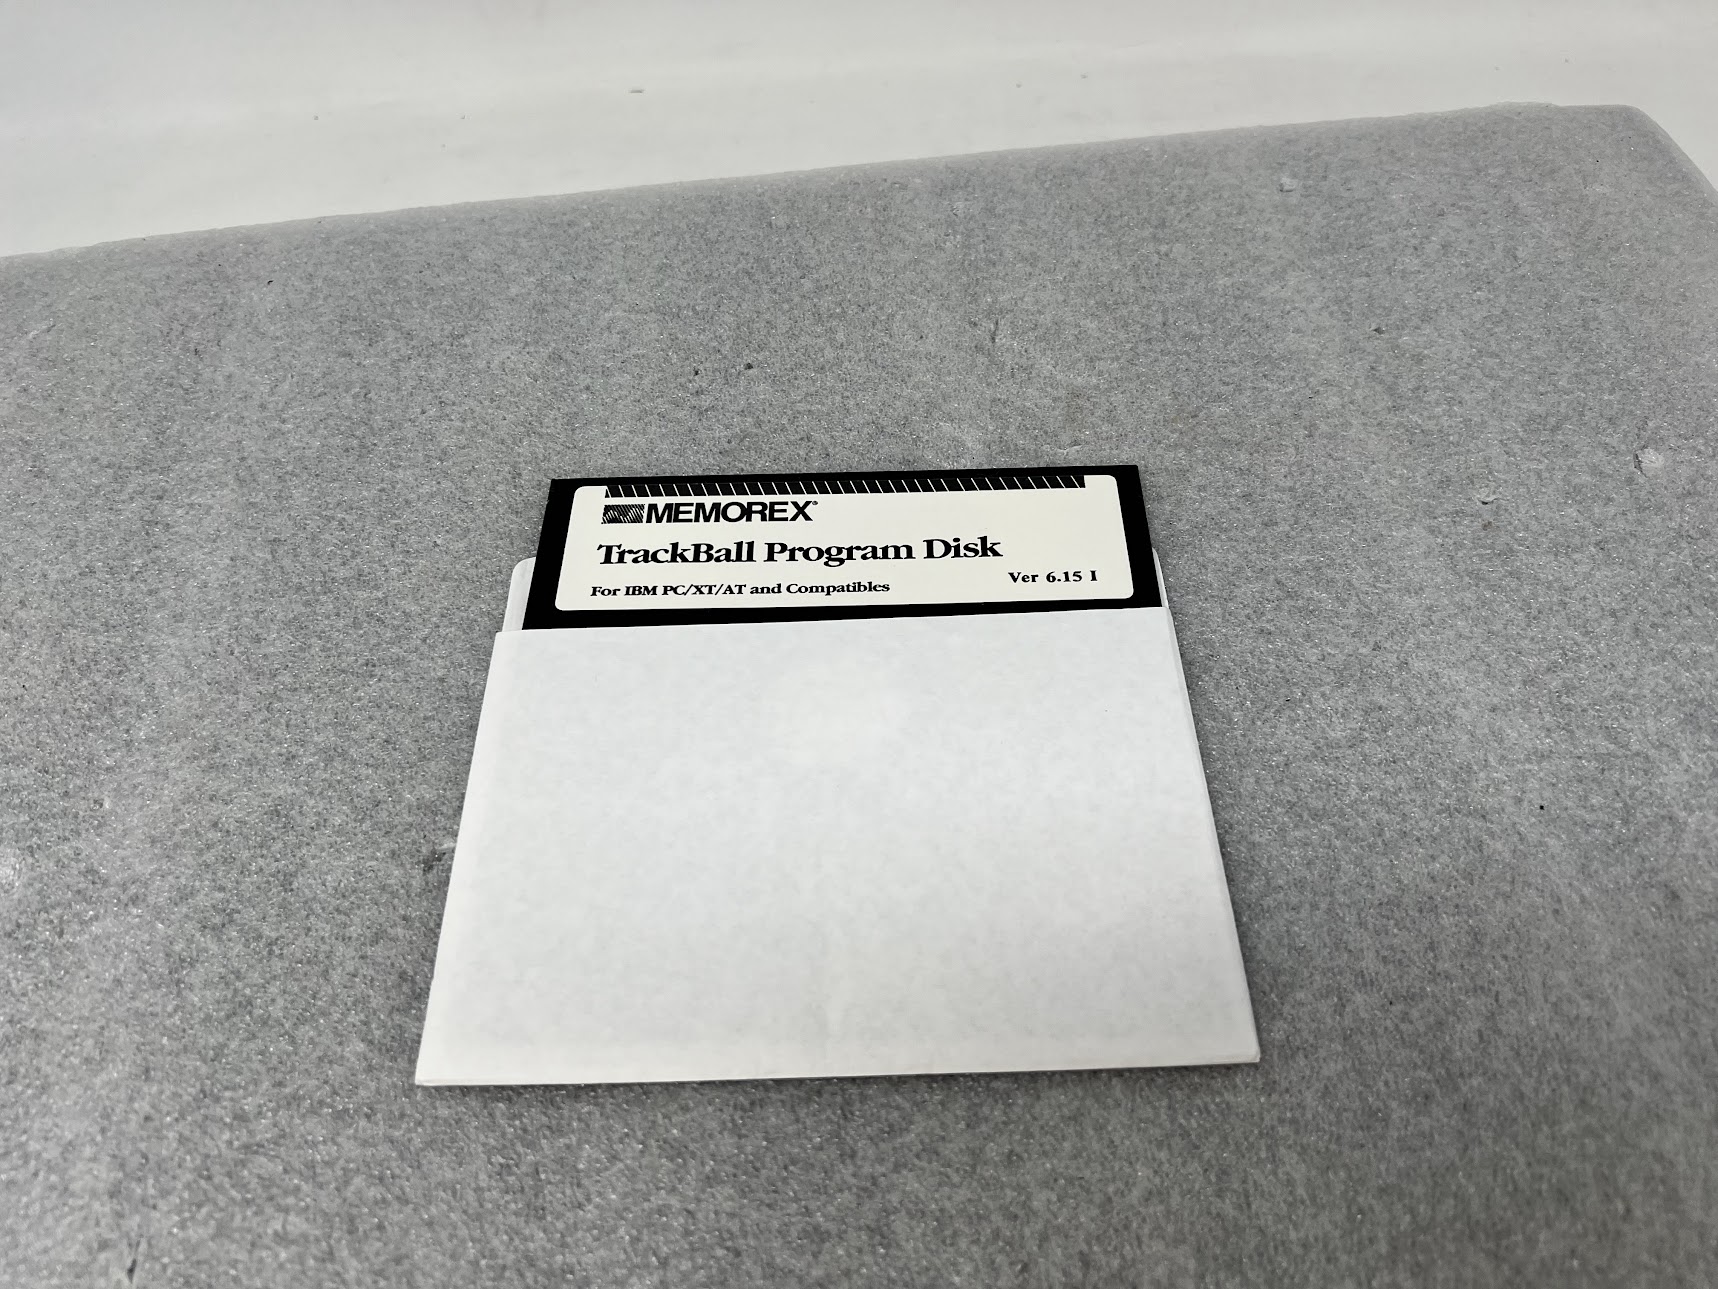 MEMOREX®
TrackBall Program Disk
For IBM PC/XT/AT and Compatibles
Ver 6.15 I